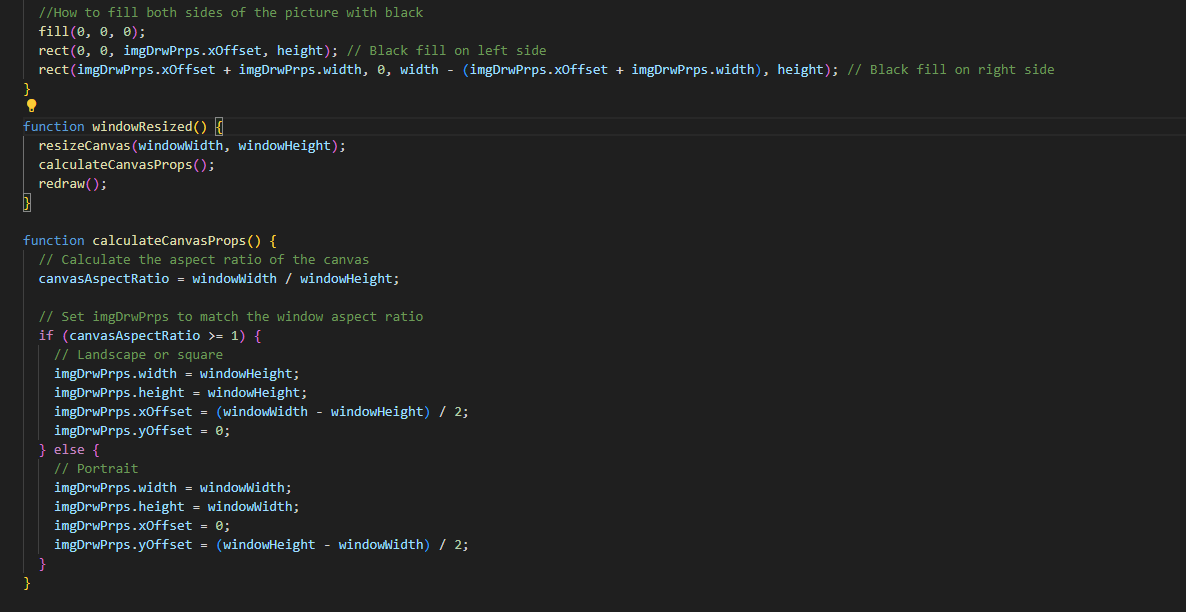 //How to fill both sides of the picture with black
fill(0, 0, 0);
rect(0, 0, imgDrwPrps.xOffset, height); // Black fill on left side
rect(imgDrwPrps.xOffset + imgDrwPrps.width, 0, width - (imgDrwPrps.xOffset + imgDrwPrps.width), height); // Black fill on right side
}
function windowResized() {
resizeCanvas(windowWidth, windowHeight);
calculateCanvasProps();
redraw();
}
function calculateCanvasProps() {
// Calculate the aspect ratio of the canvas
canvasAspectRatio = windowWidth / windowHeight;
// Set imgDrwPrps to match the window aspect ratio
if (canvasAspectRatio >= 1) {
// Landscape or square
imgDrwPrps.width = windowHeight;
imgDrwPrps.height = windowHeight;
imgDrwPrps.xOffset = (windowWidth - windowHeight) / 2;
imgDrwPrps.yOffset = 0;
} else {
// Portrait
imgDrwPrps.width = windowWidth;
imgDrwPrps.height = windowWidth;
imgDrwPrps.xOffset = 0;
imgDrwPrps.yOffset = (windowHeight - windowWidth) / 2;
}
}